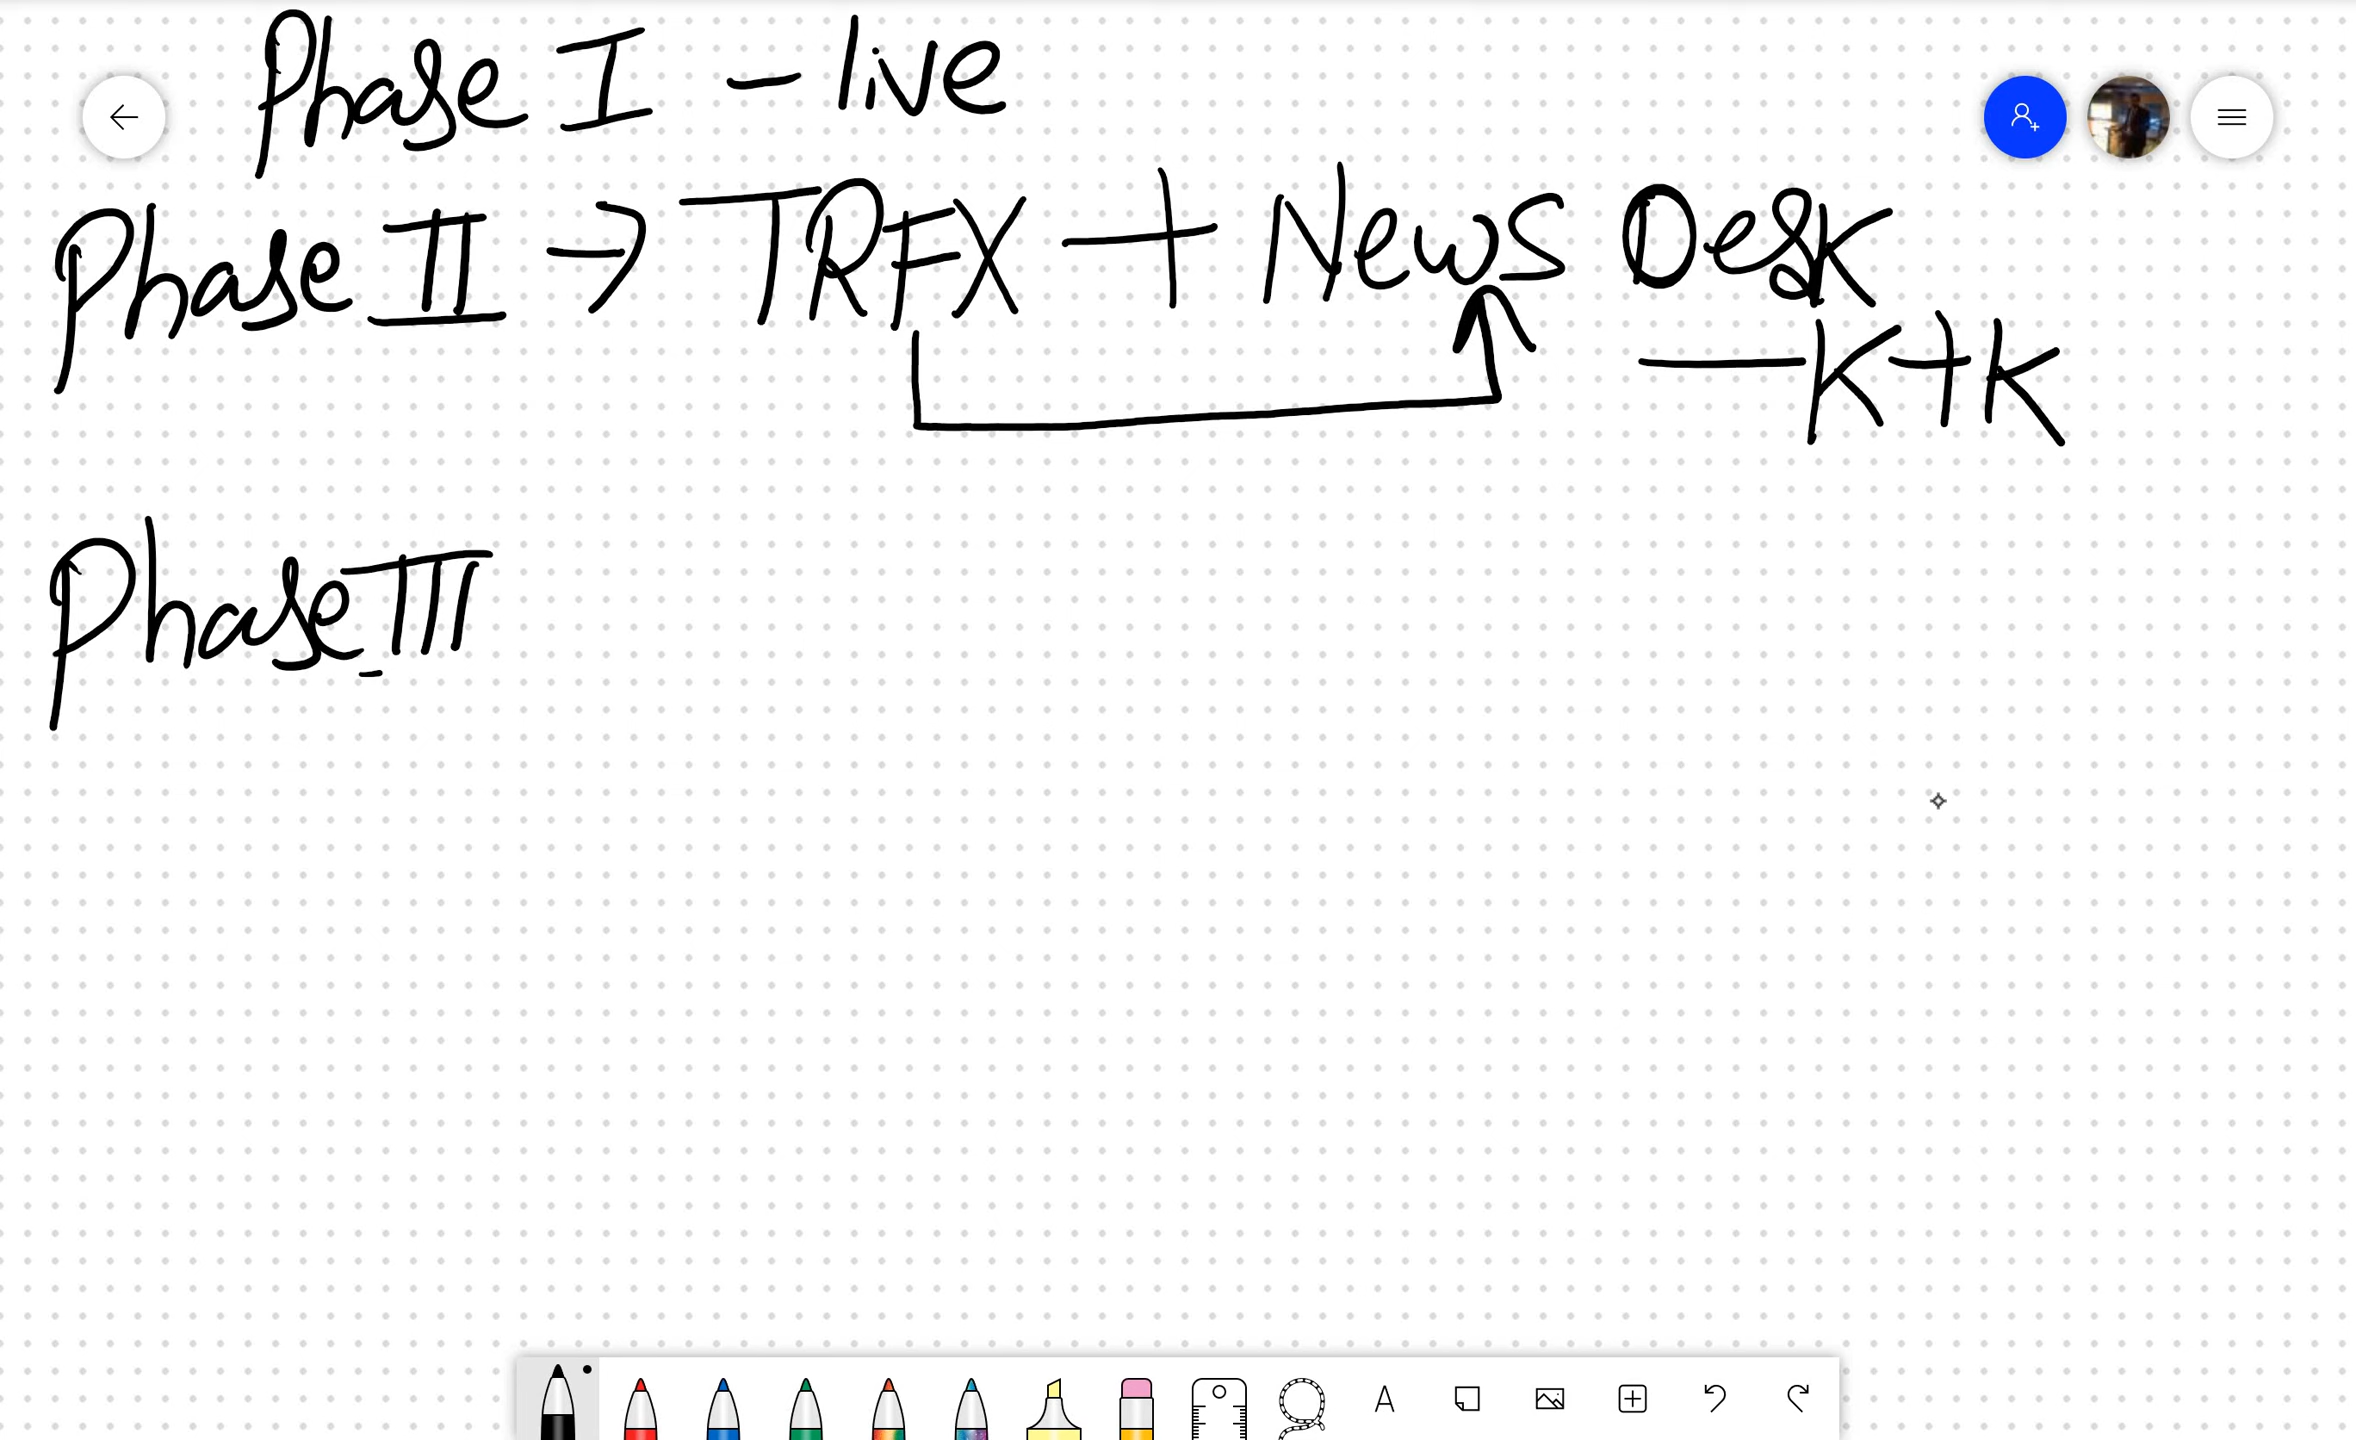 Phase I - live
Phase II → TRFX + News Desk
— K+K
Phase III
A